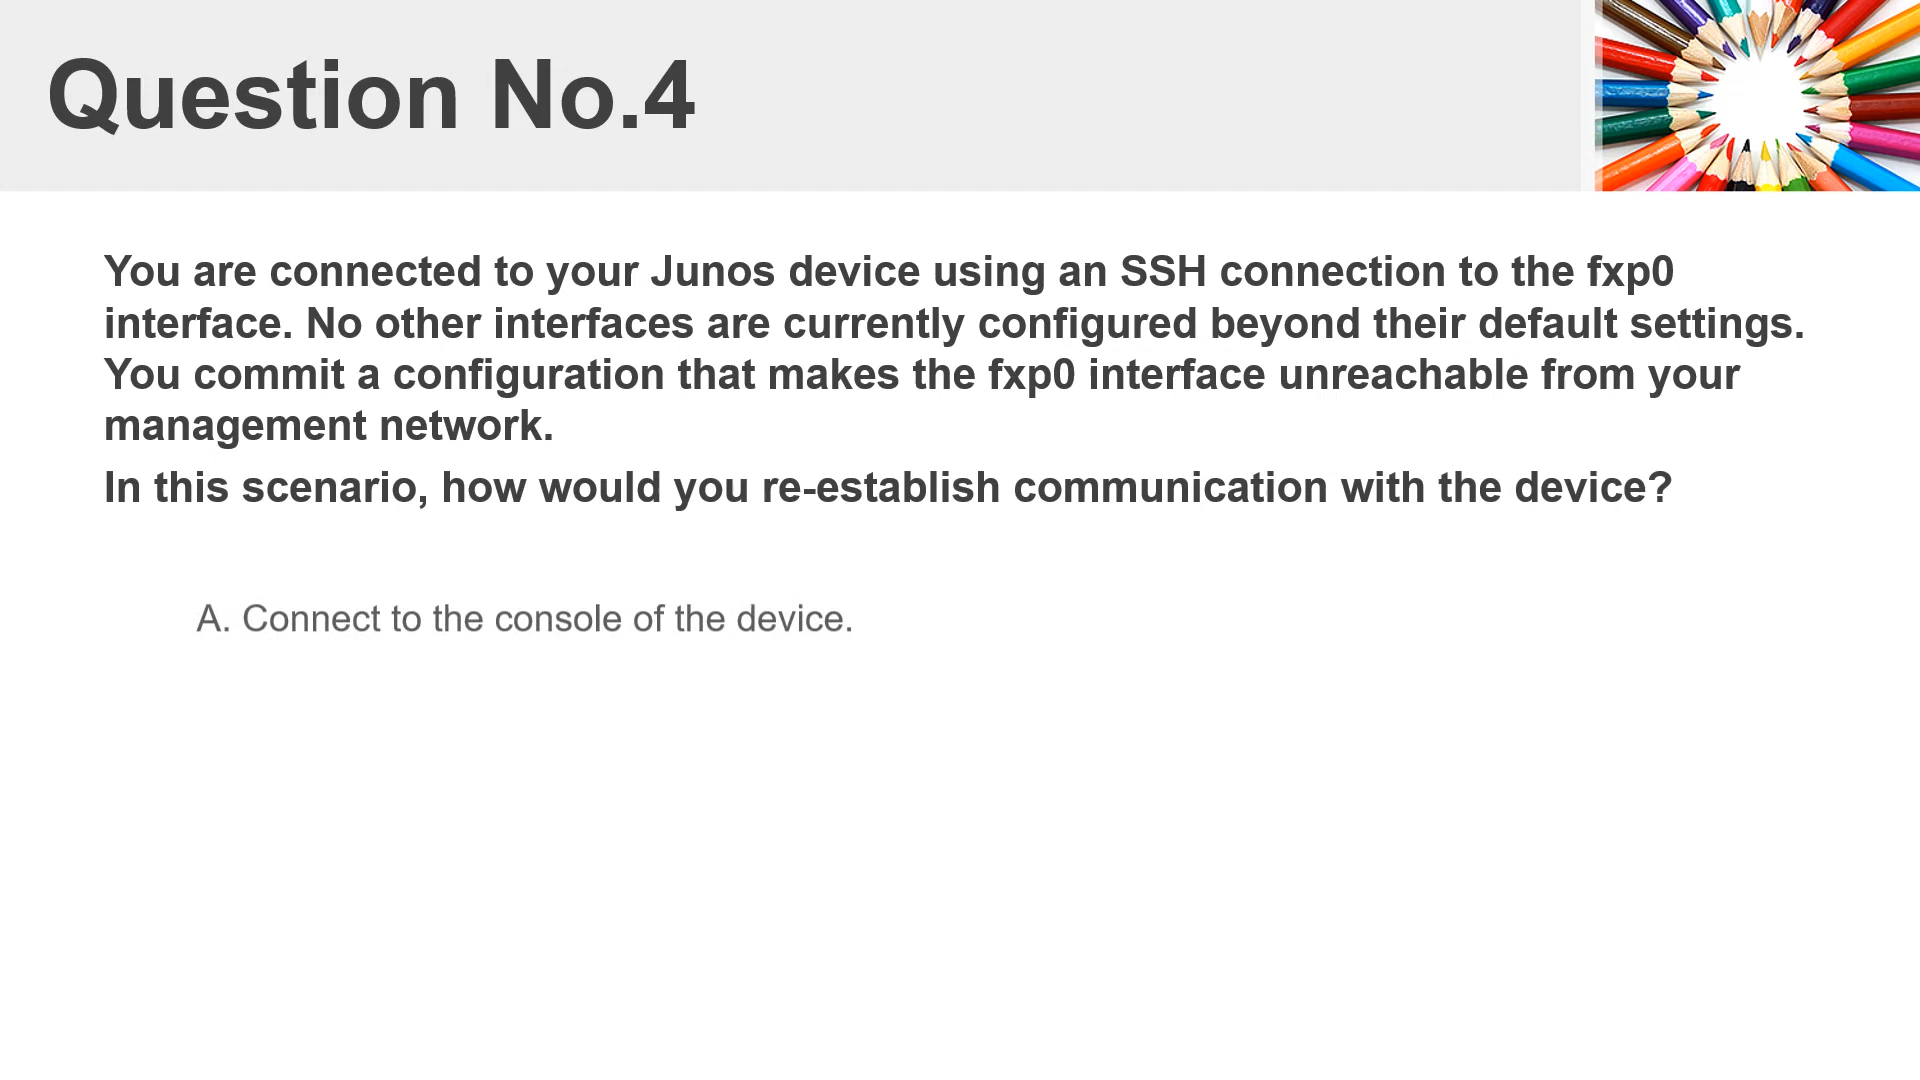 Question No.4
You are connected to your Junos device using an SSH connection to the fxp0
interface. No other interfaces are currently configured beyond their default settings.
You commit a configuration that makes the fxp0 interface unreachable from your
management network.
In this scenario, how would you re-establish communication with the device?
A. Connect to the console of the device.